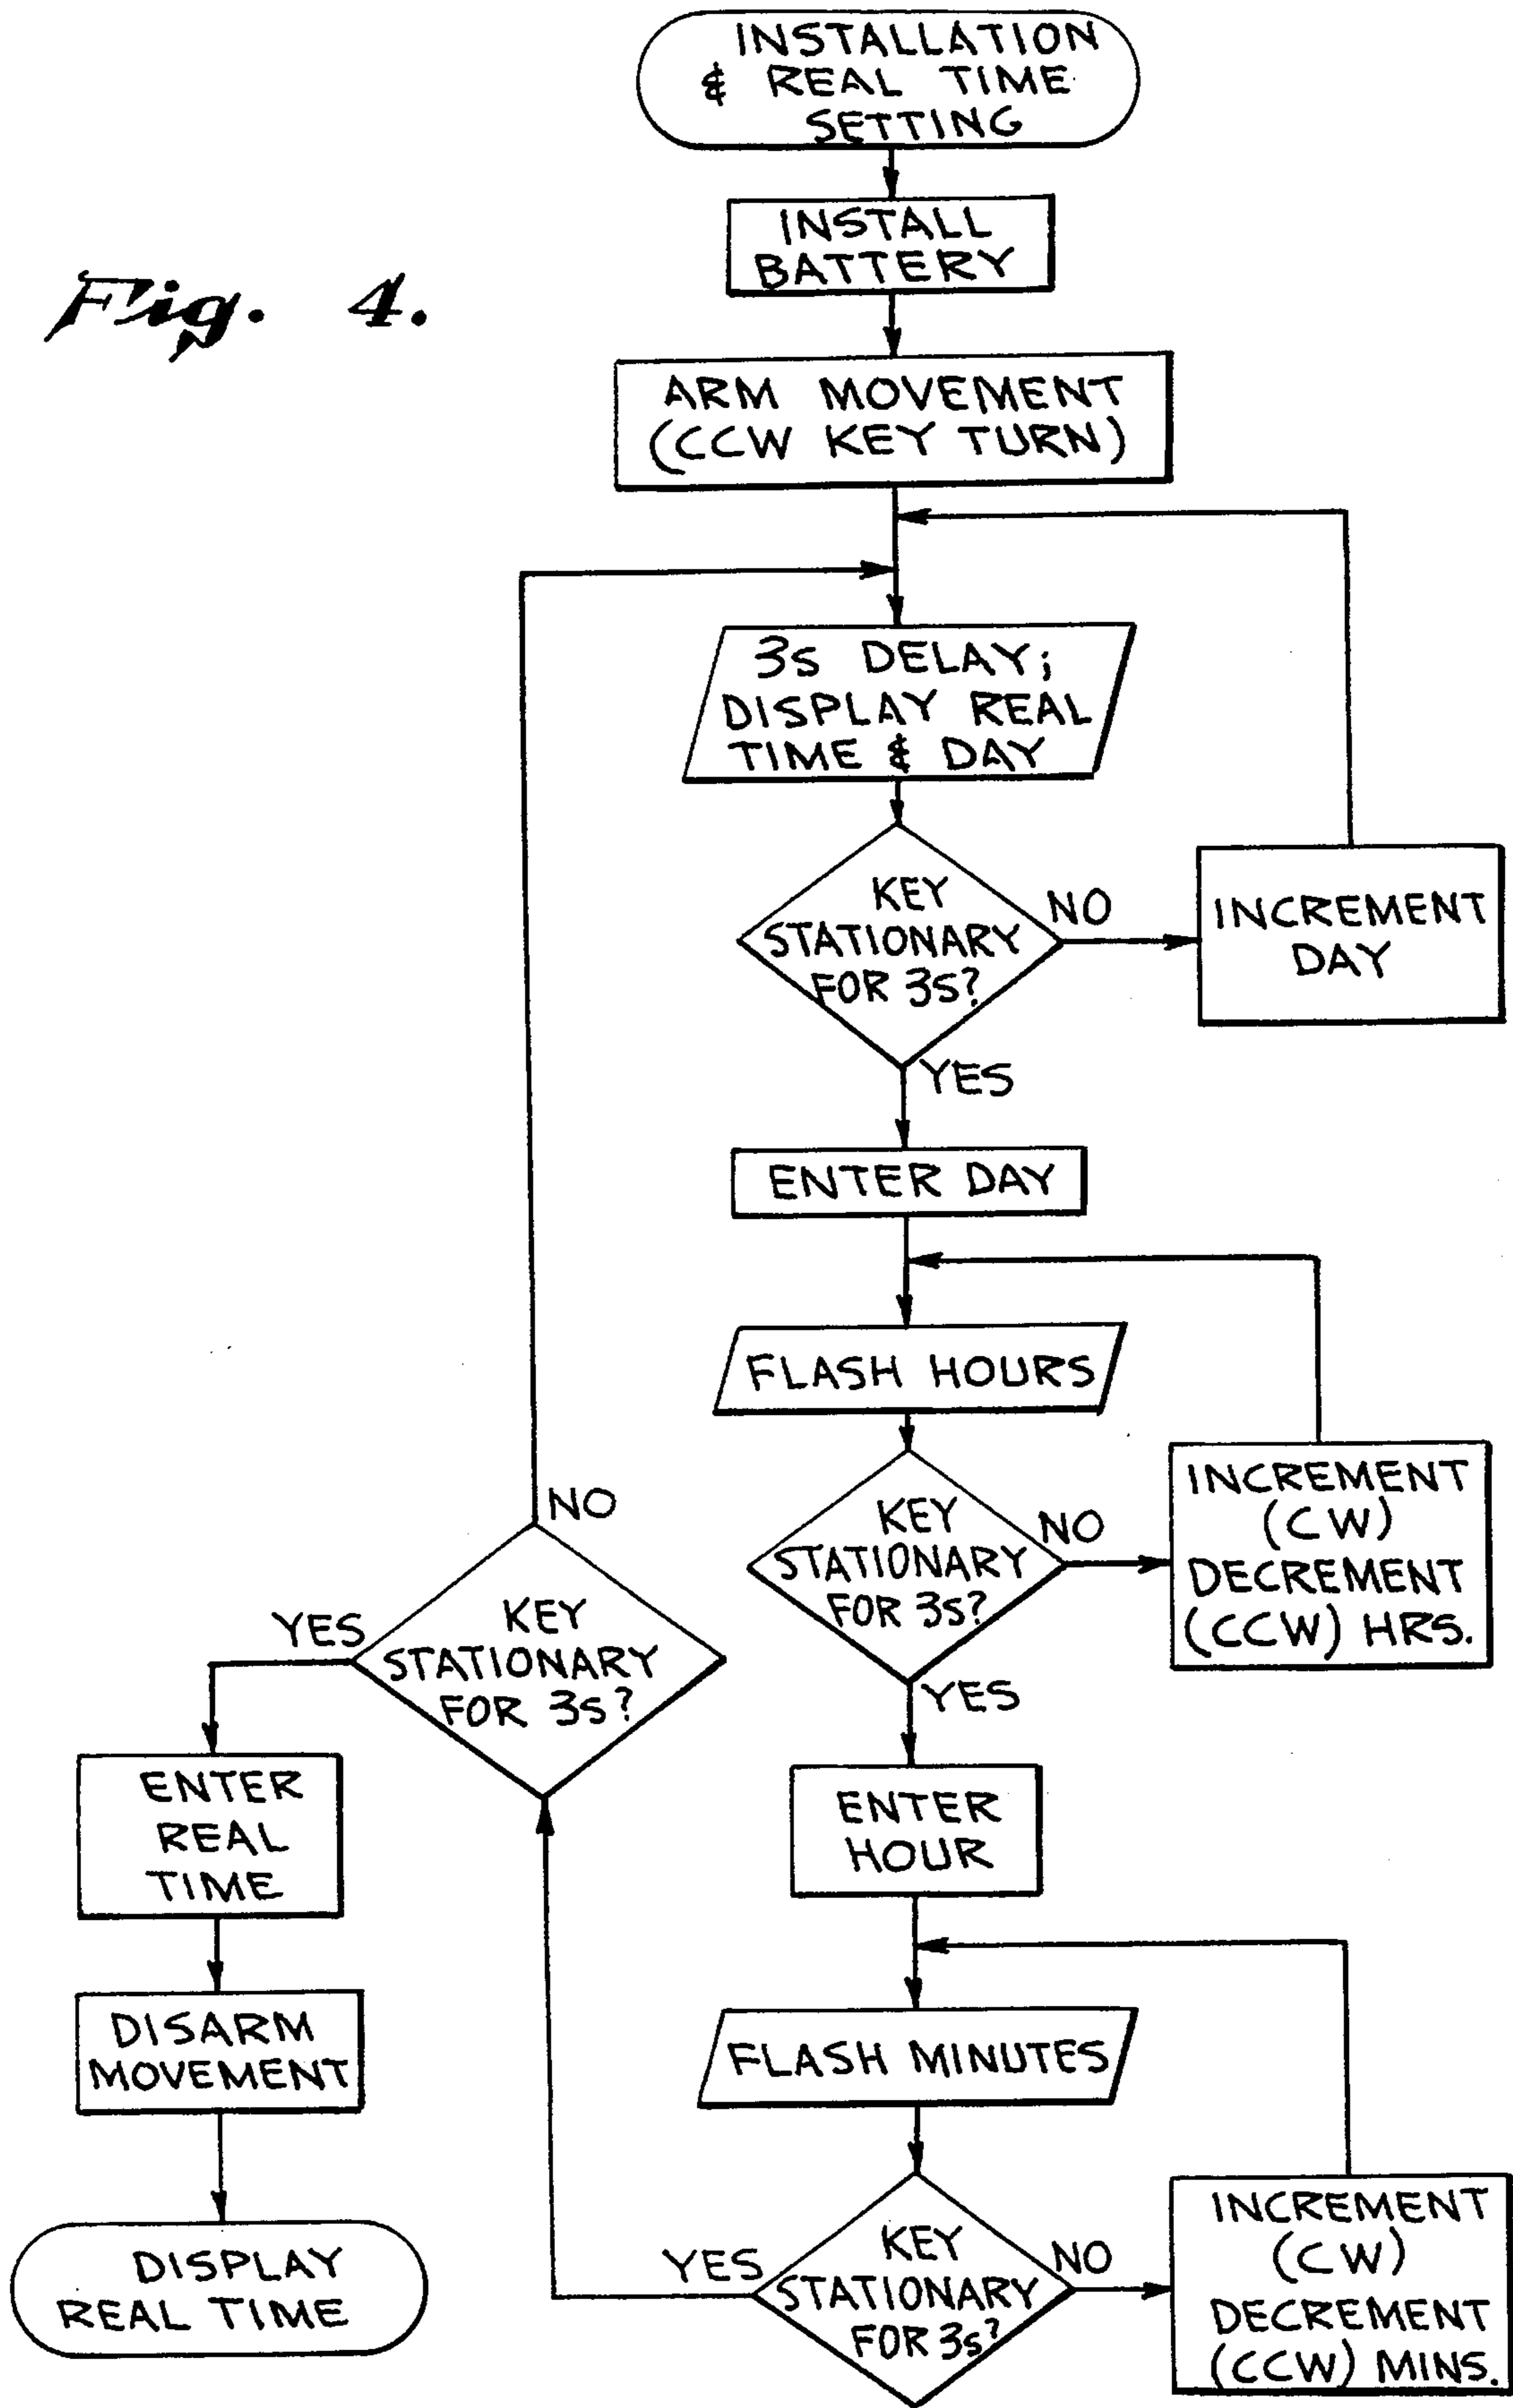 INSTALLATION
& REAL TIME
SETTING
INSTALL
BATTERY
Fig. 4.
ARM MOVEMENT
(CCW KEY TURN)
3s DELAY;
DISPLAY REAL
TIME & DAY
KEY
STATIONARY
FOR 3s?
NO
INCREMENT
DAY
YES
ENTER DAY
FLASH HOURS
KEY
STATIONARY
FOR 3s?
NO
INCREMENT
(CW)
DECREMENT
(CCW) HRS.
YES
ENTER
HOUR
FLASH MINUTES
KEY
STATIONARY
FOR 3s?
NO
INCREMENT
(CW)
DECREMENT
(CCW) MINS.
YES
KEY
STATIONARY
FOR 3s?
NO
YES
ENTER
REAL
TIME
DISARM
MOVEMENT
DISPLAY
REAL TIME